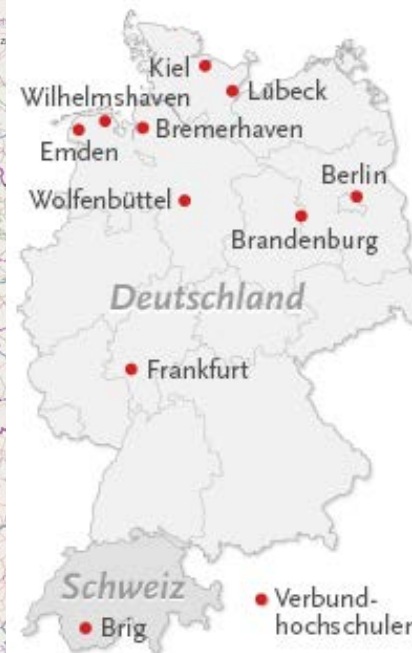 Kiel
Lübeck
Wilhelmshaven
Bremerhaven
Emden
Berlin
Wolfenbüttel
Brandenburg
Deutschland
Frankfurt
Schweiz
Verbund-
hochschulen
Brig